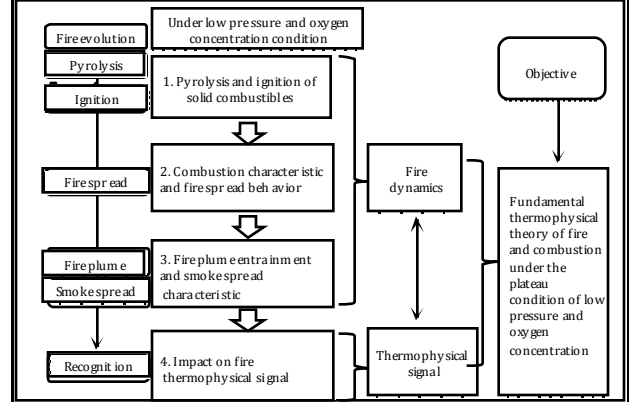 Fire evolution
Under low pressure and oxygen
concentration condition
Pyrolysis
Ignition
1. Pyrolysis and ignition of
solid combustibles
Objective
Fire spread
2. Combustion characteristic
and fire spread behavior
Fire
dynamics
Fire plume
Smoke spread
3. Fire plume entrainment
and smoke spread
characteristic
Fundamental
thermophysical
theory of fire
and combustion
under the
plateau
condition of low
pressure and
oxygen
concentration
Recognition
4. Impact on fire
thermophysical signal
Thermophysical
signal